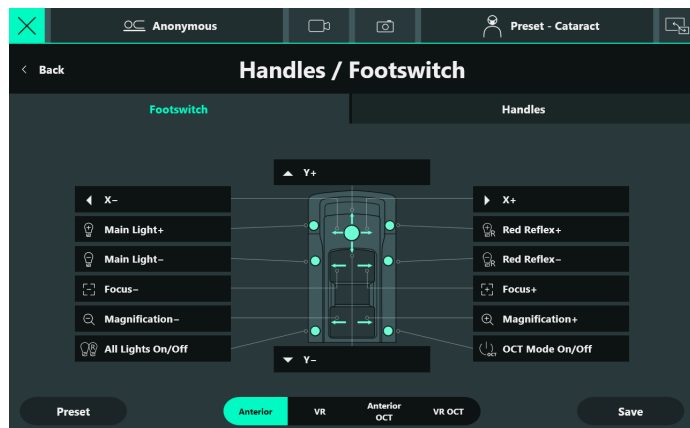 Anonymous
Preset - Cataract
Back
Handles / Footswitch
Footswitch
Handles
Y+
X–
X+
Main Light+
Red Reflex+
Main Light–
Red Reflex–
Focus–
Focus+
Magnification–
Magnification+
All Lights On/Off
OCT Mode On/Off
Y–
Preset
Anterior
VR
Anterior
OCT
VR OCT
Save